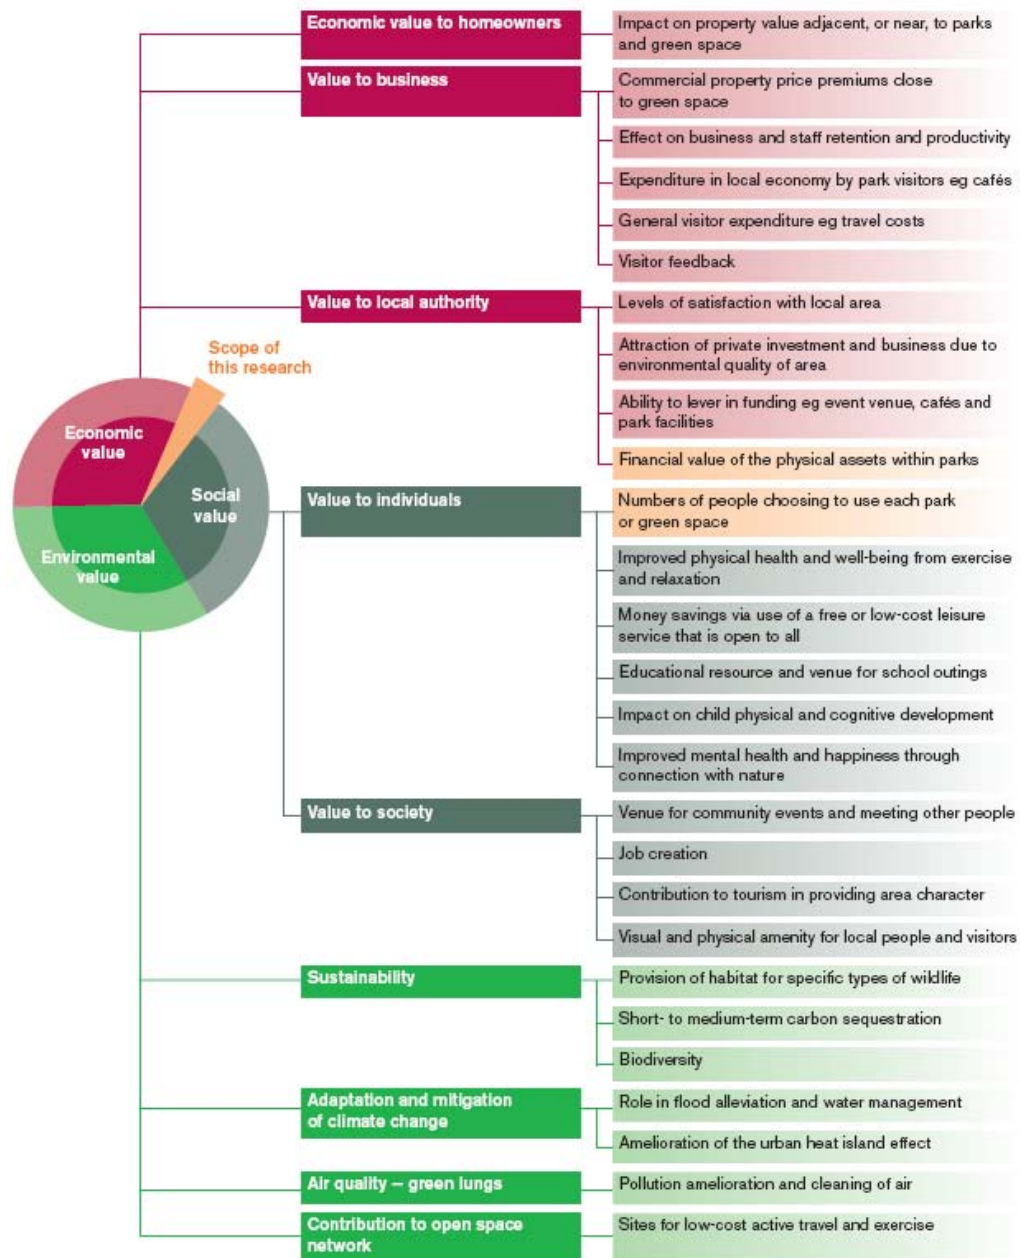 Economic value to homeowners
Impact on property value adjacent, or near, to parks
and green space
Value to business
Commercial property price premiums close
to green space
Effect on business and staff retention and productivity
Expenditure in local economy by park visitors eg cafés
General visitor expenditure eg travel costs
Visitor feedback
Value to local authority
Levels of satisfaction with local area
Attraction of private investment and business due to
environmental quality of area
Ability to lever in funding eg event venue, cafés and
park facilities
Financial value of the physical assets within parks
Scope of
this research
Economic
value
Social
value
Environmental
value
Value to individuals
Numbers of people choosing to use each park
or green space
Improved physical health and well-being from exercise
and relaxation
Money savings via use of a free or low-cost leisure
service that is open to all
Educational resource and venue for school outings
Impact on child physical and cognitive development
Improved mental health and happiness through
connection with nature
Value to society
Venue for community events and meeting other people
Job creation
Contribution to tourism in providing area character
Visual and physical amenity for local people and visitors
Sustainability
Provision of habitat for specific types of wildlife
Short- to medium-term carbon sequestration
Biodiversity
Adaptation and mitigation
of climate change
Role in flood alleviation and water management
Amelioration of the urban heat island effect
Air quality – green lungs
Pollution amelioration and cleaning of air
Contribution to open space
network
Sites for low-cost active travel and exercise